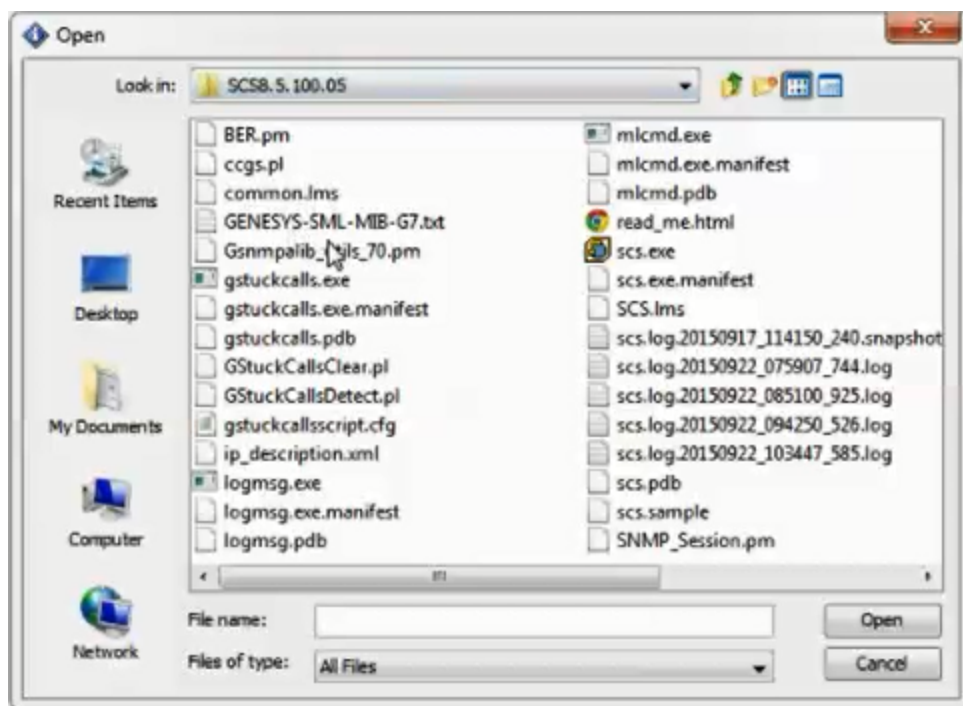 Open
Look in:
SCS8.5.100.05
Recent Items
Desktop
My Documents
Computer
Network
BER.pm
ccgs.pl
common.lms
GENESYS-SML-MIB-G7.txt
Gsnmpalib_ils_70.pm
gstuckcalls.exe
gstuckcalls.exe.manifest
gstuckcalls.pdb
GStuckCallsClear.pl
GStuckCallsDetect.pl
gstuckcallsscript.cfg
ip_description.xml
logmsg.exe
logmsg.exe.manifest
logmsg.pdb
mlcmd.exe
mlcmd.exe.manifest
mlcmd.pdb
read_me.html
scs.exe
scs.exe.manifest
SCS.lms
scs.log.20150917_114150_240.snapshot
scs.log.20150922_075907_744.log
scs.log.20150922_085100_925.log
scs.log.20150922_094250_526.log
scs.log.20150922_103447_585.log
scs.pdb
scs.sample
SNMP_Session.pm
File name:
Open
Files of type:
All Files
Cancel